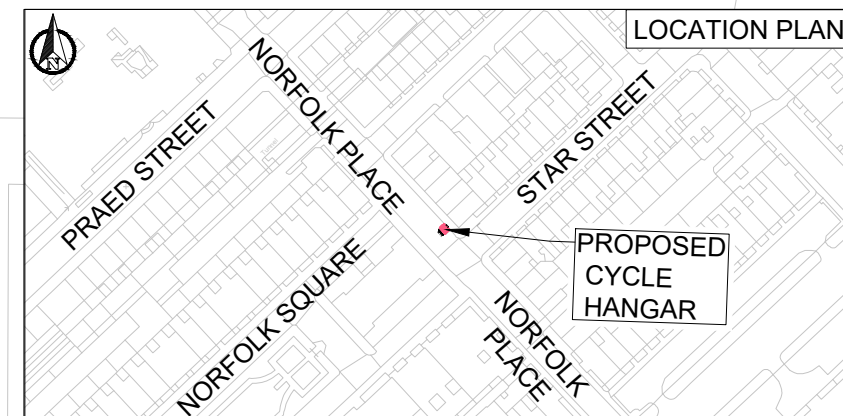 LOCATION PLAN
N
NORFOLK PLACE
PRAED STREET
STAR STREET
NORFOLK SQUARE
PROPOSED
CYCLE
HANGAR
NORFOLK
PLACE